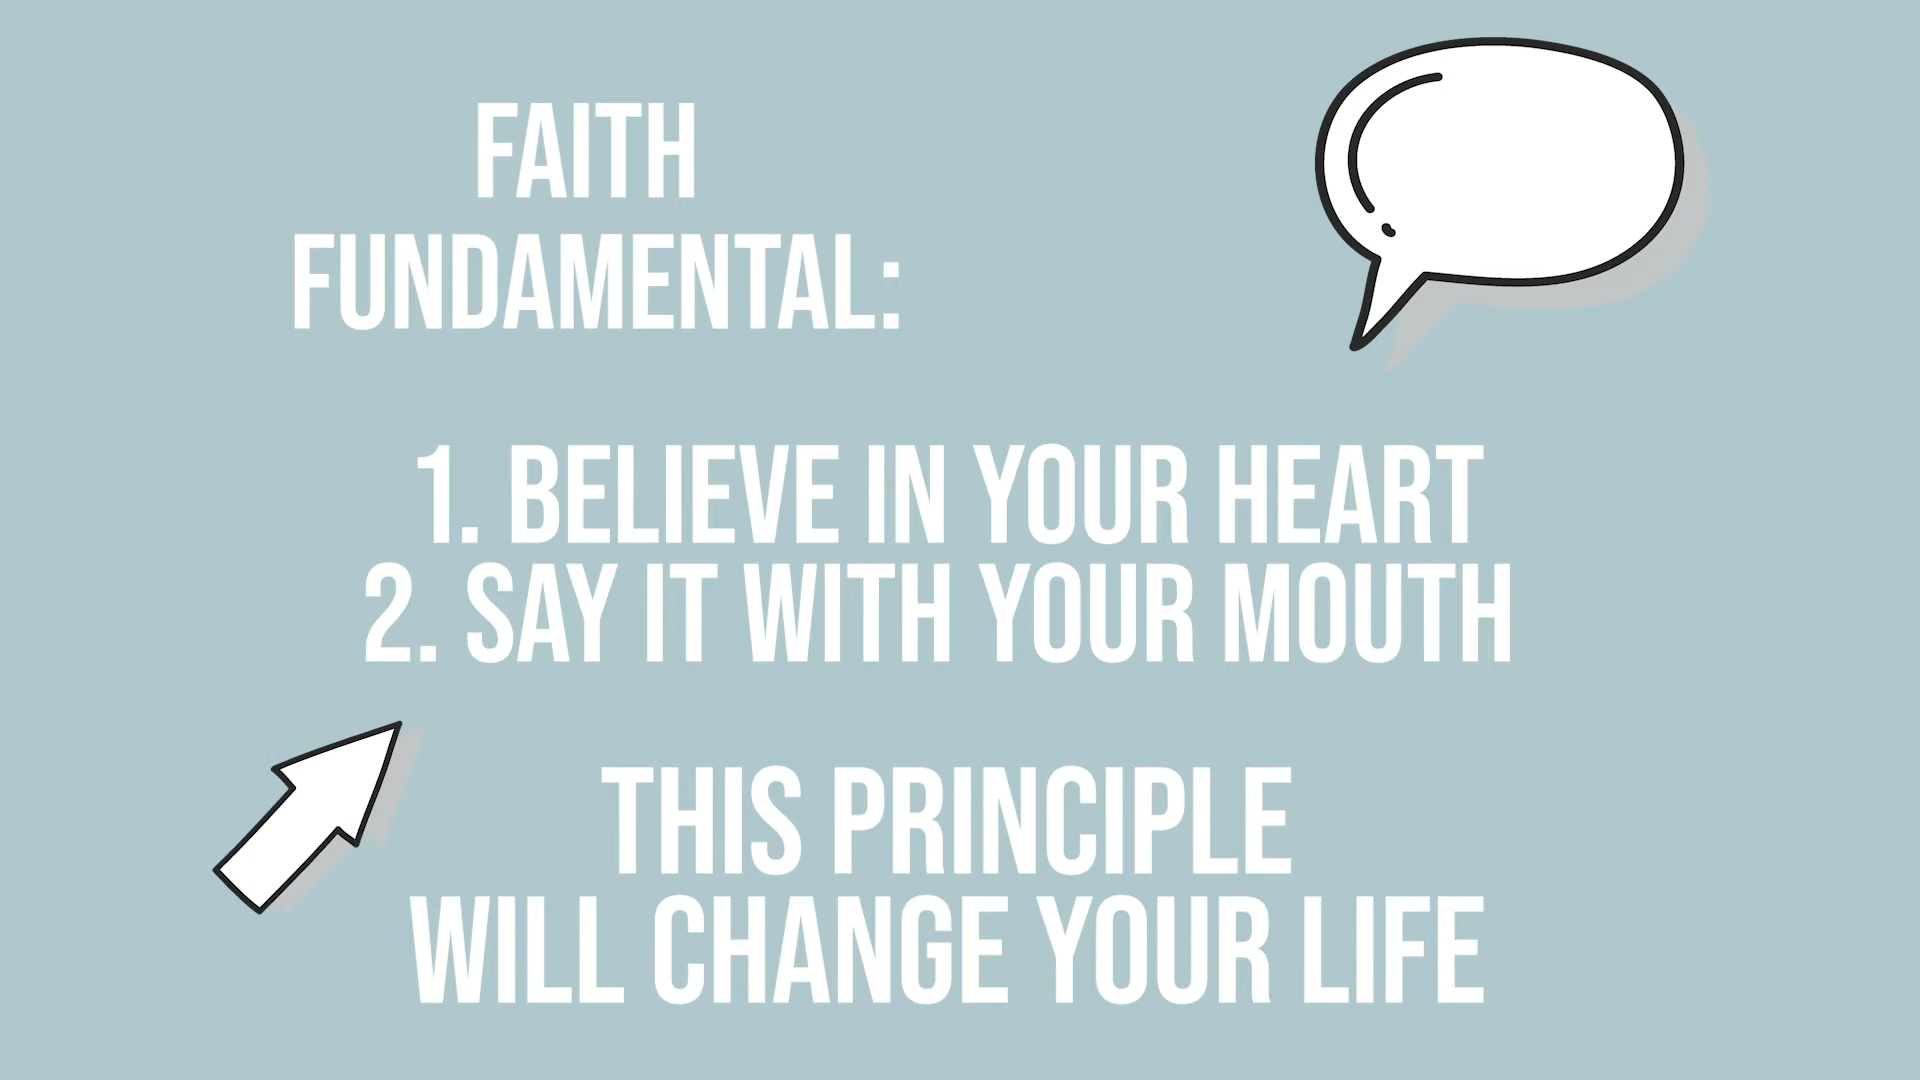 FAITH
FUNDAMENTAL:
1. BELIEVE IN YOUR HEART
2. SAY IT WITH YOUR MOUTH
THIS PRINCIPLE
WILL CHANGE YOUR LIFE